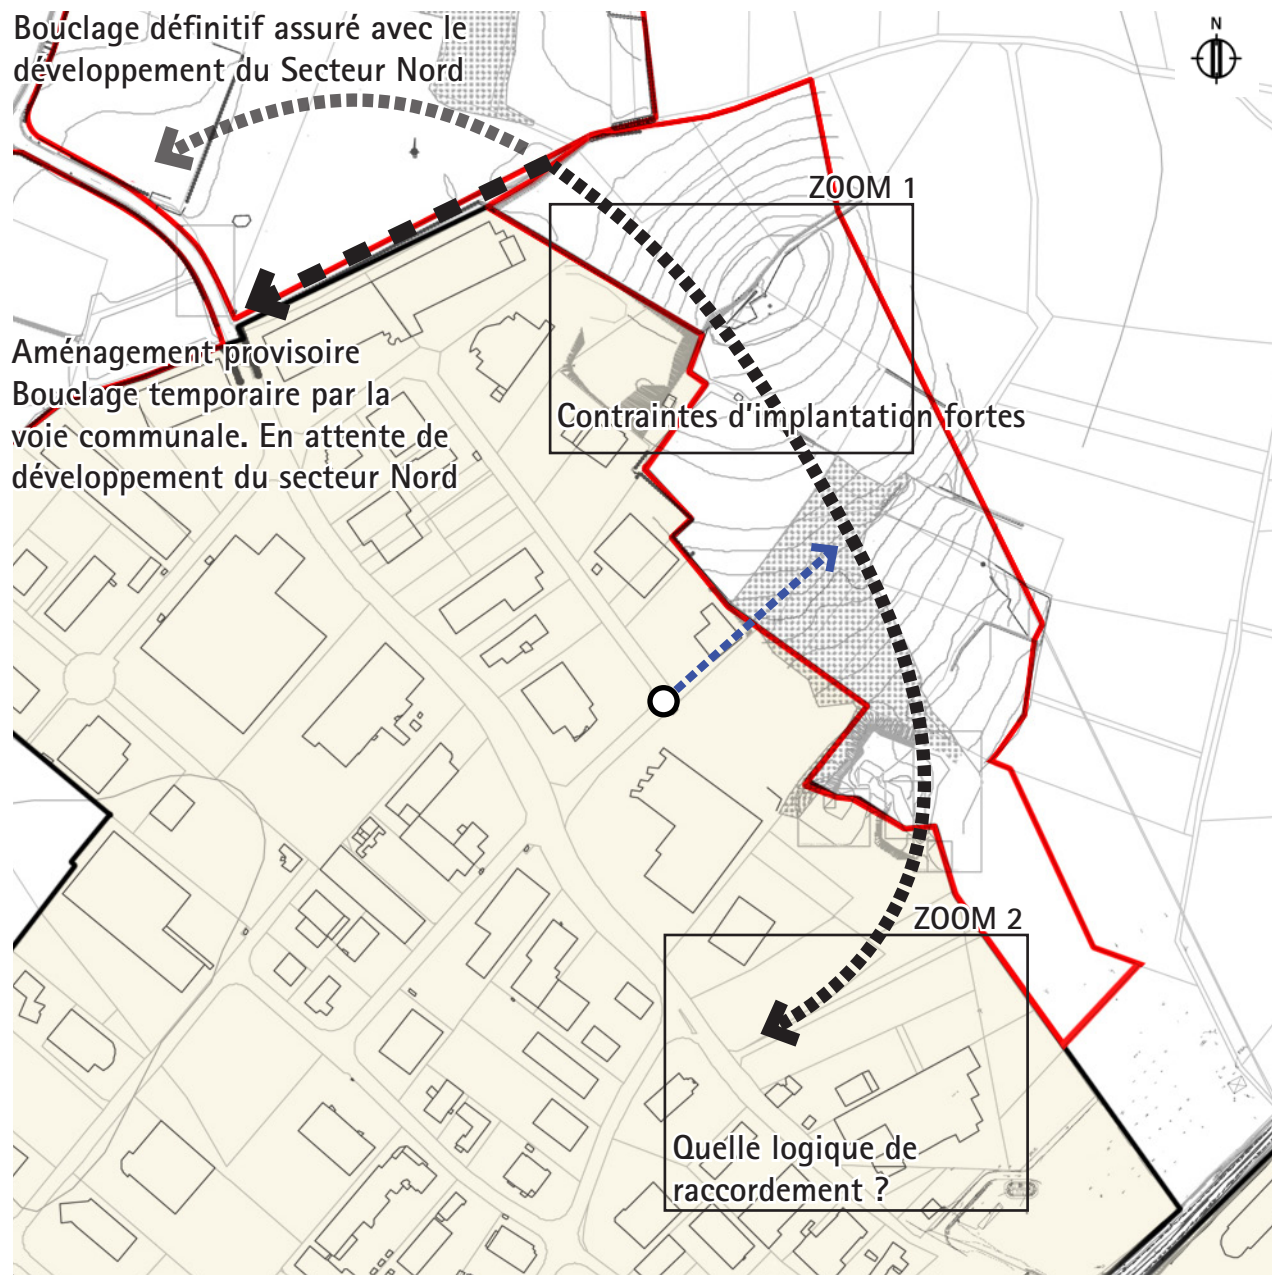 Bouclage définitif assuré avec le
développement du Secteur Nord
N
ZOOM 1
Aménagement provisoire
Bouclage temporaire par la
voie communale. En attente de
développement du secteur Nord
Contraintes d'implantation fortes
ZOOM 2
Quelle logique de
raccordement ?